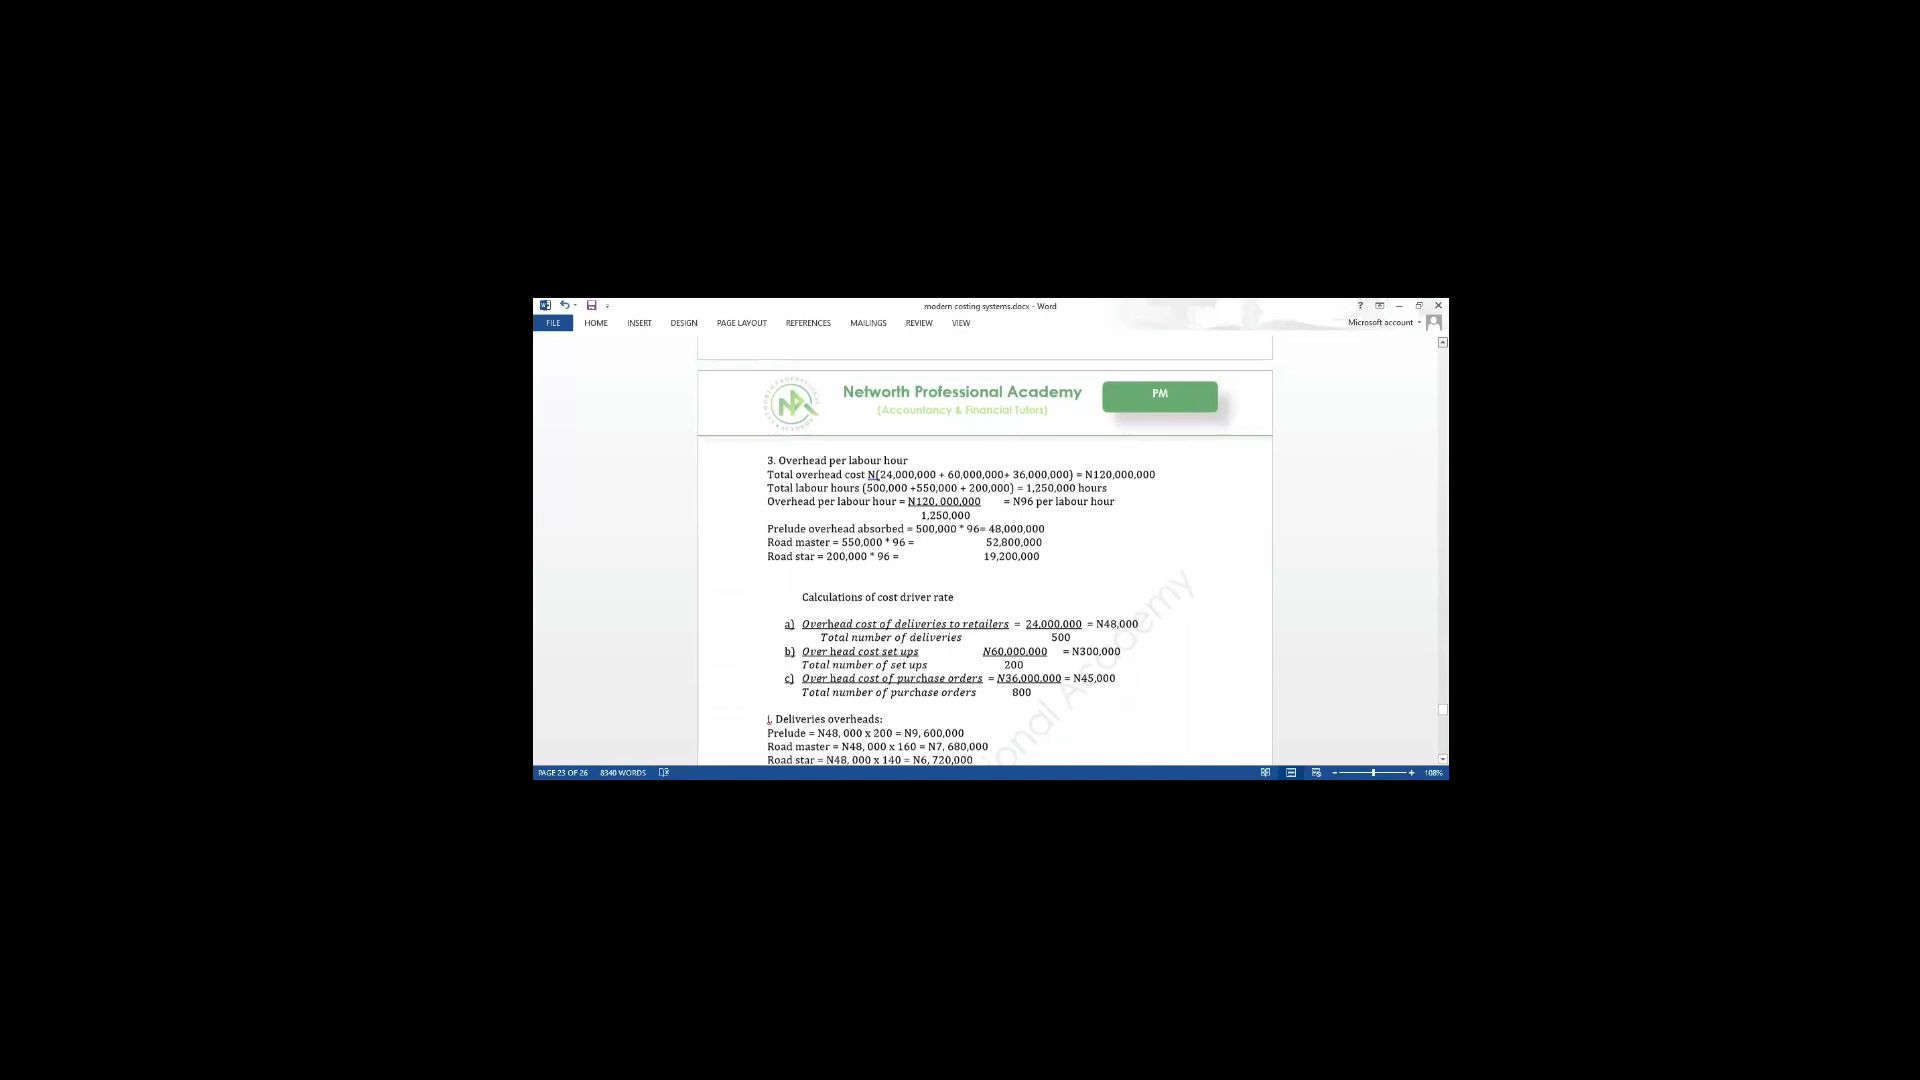 modern costing systems.docx - Word
FILE HOME INSERT DESIGN PAGE LAYOUT REFERENCES MAILINGS REVIEW VIEW
Microsoft account
Networth Professional Academy
(Accountancy & Financial Tutors)
PM
3. Overhead per labour hour
Total overhead cost N(24,000,000 + 60,000,000+ 36,000,000) = N120,000,000
Total labour hours (500,000 +550,000 + 200,000) = 1,250,000 hours
Overhead per labour hour = N120, 000,000 = N96 per labour hour
1,250,000
Prelude overhead absorbed = 500,000 * 96= 48,000,000
Road master = 550,000 * 96 = 52,800,000
Road star = 200,000 * 96 = 19,200,000
Calculations of cost driver rate
a) Overhead cost of deliveries to retailers = 24,000,000 = N48,000
Total number of deliveries 500
b) Over head cost set ups N60,000,000 = N300,000
Total number of set ups 200
c) Over head cost of purchase orders = N36,000,000 = N45,000
Total number of purchase orders 800
i. Deliveries overheads:
Prelude = N48, 000 x 200 = N9, 600,000
Road master = N48, 000 x 160 = N7, 680,000
Road star = N48, 000 x 140 = N6, 720,000
onal Academy
PAGE 23 OF 26 8340 WORDS
108%